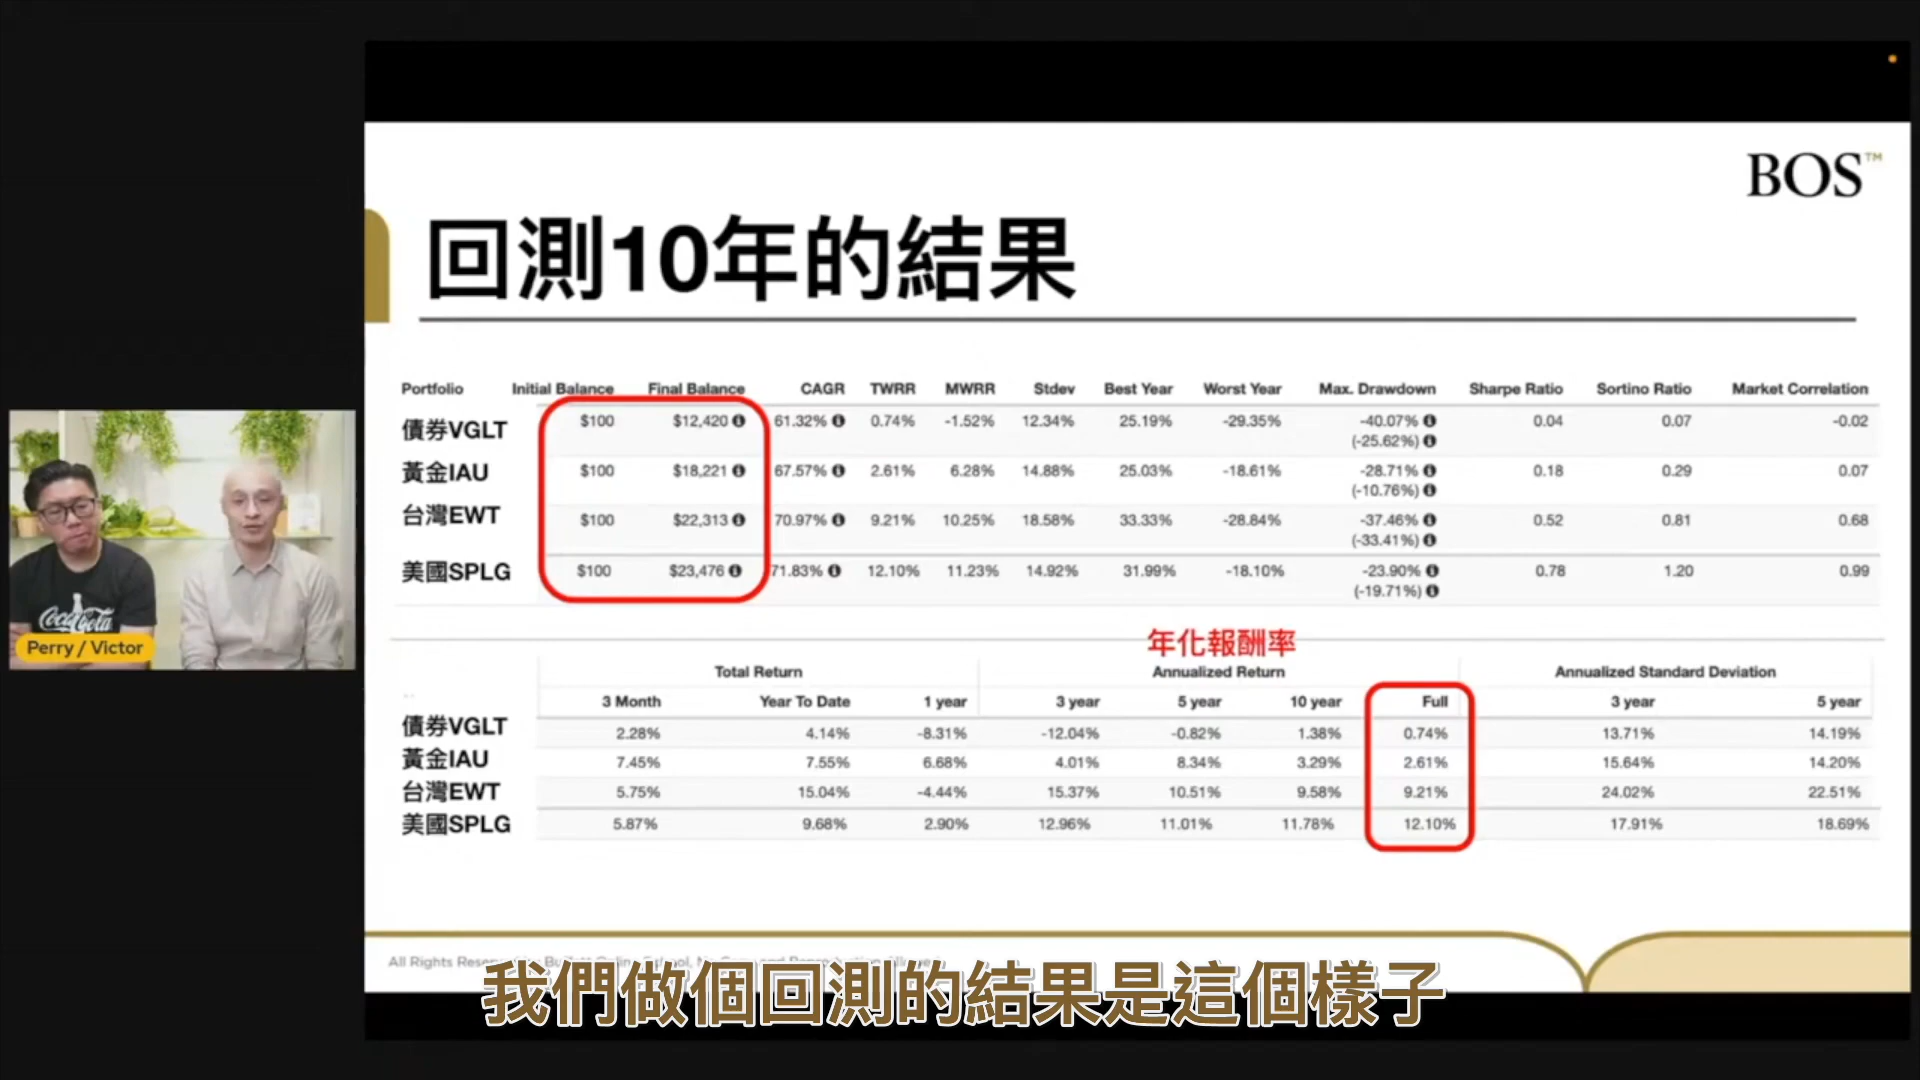 BOS™
回測10年的結果
Portfolio Initial Balance Final Balance CAGR TWRR MWRR Stdev Best Year Worst Year Max. Drawdown Sharpe Ratio Sortino Ratio Market Correlation
債券VGLT $100 $12,420 61.32% 0.74% -1.52% 12.34% 25.19% -29.35% -40.07% 0.04 0.07 -0.02
(-25.62%)
黃金IAU $100 $18,221 67.57% 2.61% 6.28% 14.88% 25.03% -18.61% -28.71% 0.18 0.29 0.07
(-10.76%)
台灣EWT $100 $22,313 70.97% 9.21% 10.25% 18.58% 33.33% -28.84% -37.46% 0.52 0.81 0.68
(-33.41%)
美國SPLG $100 $23,476 71.83% 12.10% 11.23% 14.92% 31.99% -18.10% -23.90% 0.78 1.20 0.99
(-19.71%)
年化報酬率
Total Return Annualized Return Annualized Standard Deviation
3 Month Year To Date 1 year 3 year 5 year 10 year Full 3 year 5 year
債券VGLT 2.28% 4.14% -8.31% -12.04% -0.82% 1.38% 0.74% 13.71% 14.19%
黃金IAU 7.45% 7.55% 6.68% 4.01% 8.34% 3.29% 2.61% 15.64% 14.20%
台灣EWT 5.75% 15.04% -4.44% 15.37% 10.51% 9.58% 9.21% 24.02% 22.51%
美國SPLG 5.87% 9.68% 2.90% 12.96% 11.01% 11.78% 12.10% 17.91% 18.69%
Coca-Cola
Perry / Victor
All Rights
我們做個回測的結果是這個樣子